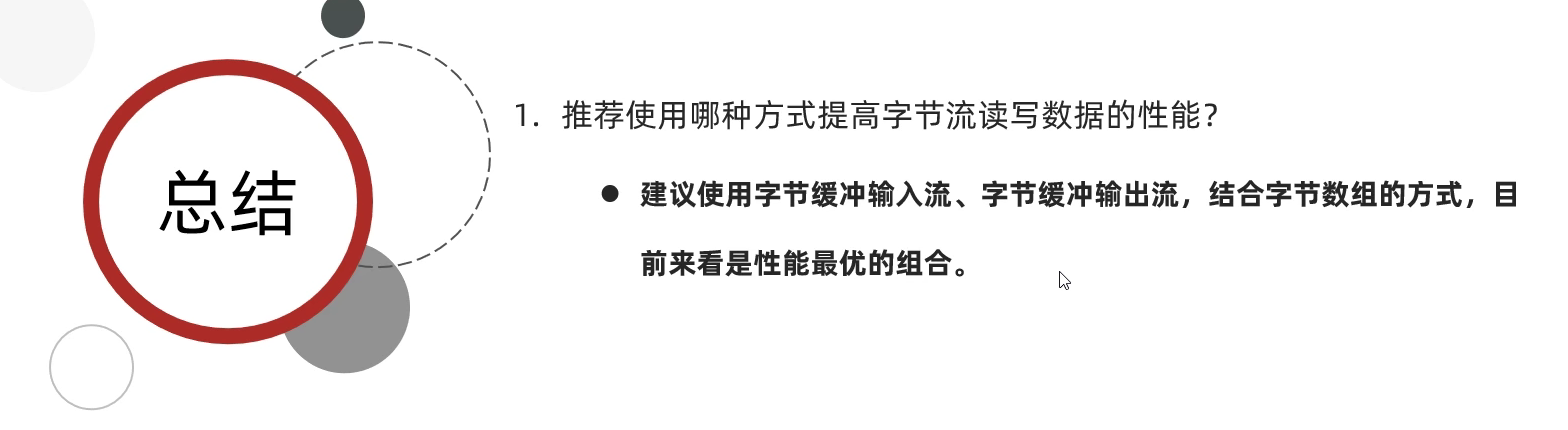 总结
1. 推荐使用哪种方式提高字节流读写数据的性能？
● 建议使用字节缓冲输入流、字节缓冲输出流，结合字节数组的方式，目
前来看是性能最优的组合。